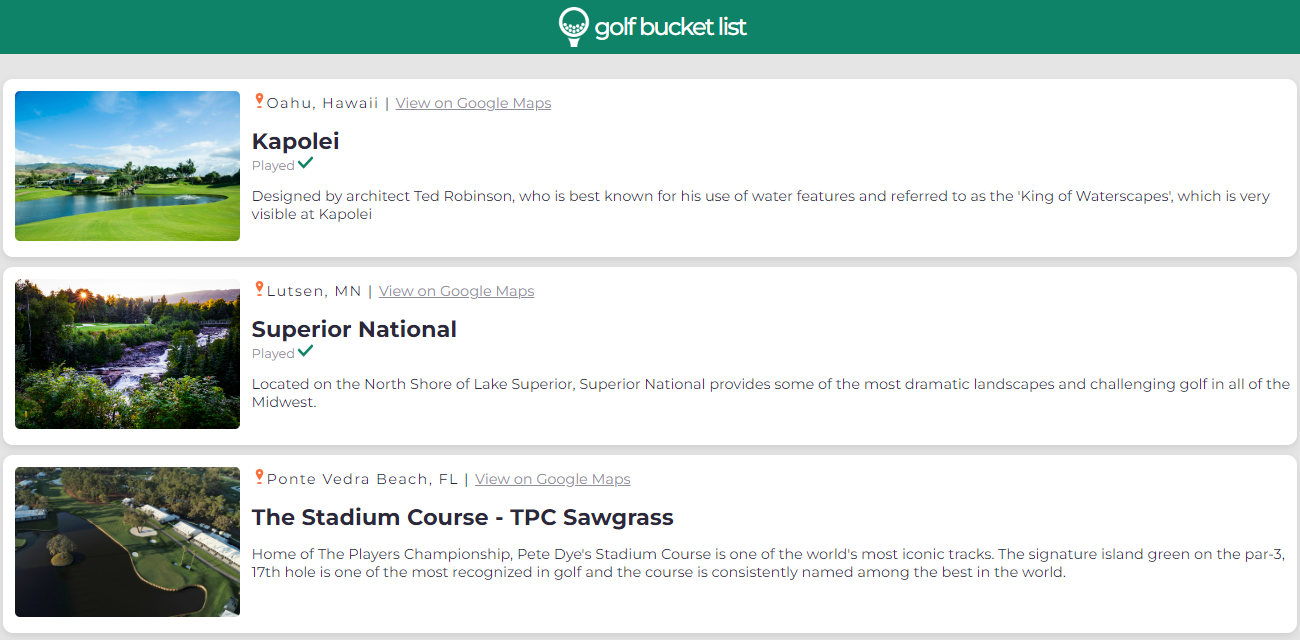 golf bucket list
Oahu, Hawaii | View on Google Maps
Kapolei
Played
Designed by architect Ted Robinson, who is best known for his use of water features and referred to as the 'King of Waterscapes', which is very
visible at Kapolei
Lutsen, MN | View on Google Maps
Superior National
Played
Located on the North Shore of Lake Superior, Superior National provides some of the most dramatic landscapes and challenging golf in all of the
Midwest.
Ponte Vedra Beach, FL | View on Google Maps
The Stadium Course - TPC Sawgrass
Home of The Players Championship, Pete Dye's Stadium Course is one of the world's most iconic tracks. The signature island green on the par-3,
17th hole is one of the most recognized in golf and the course is consistently named among the best in the world.